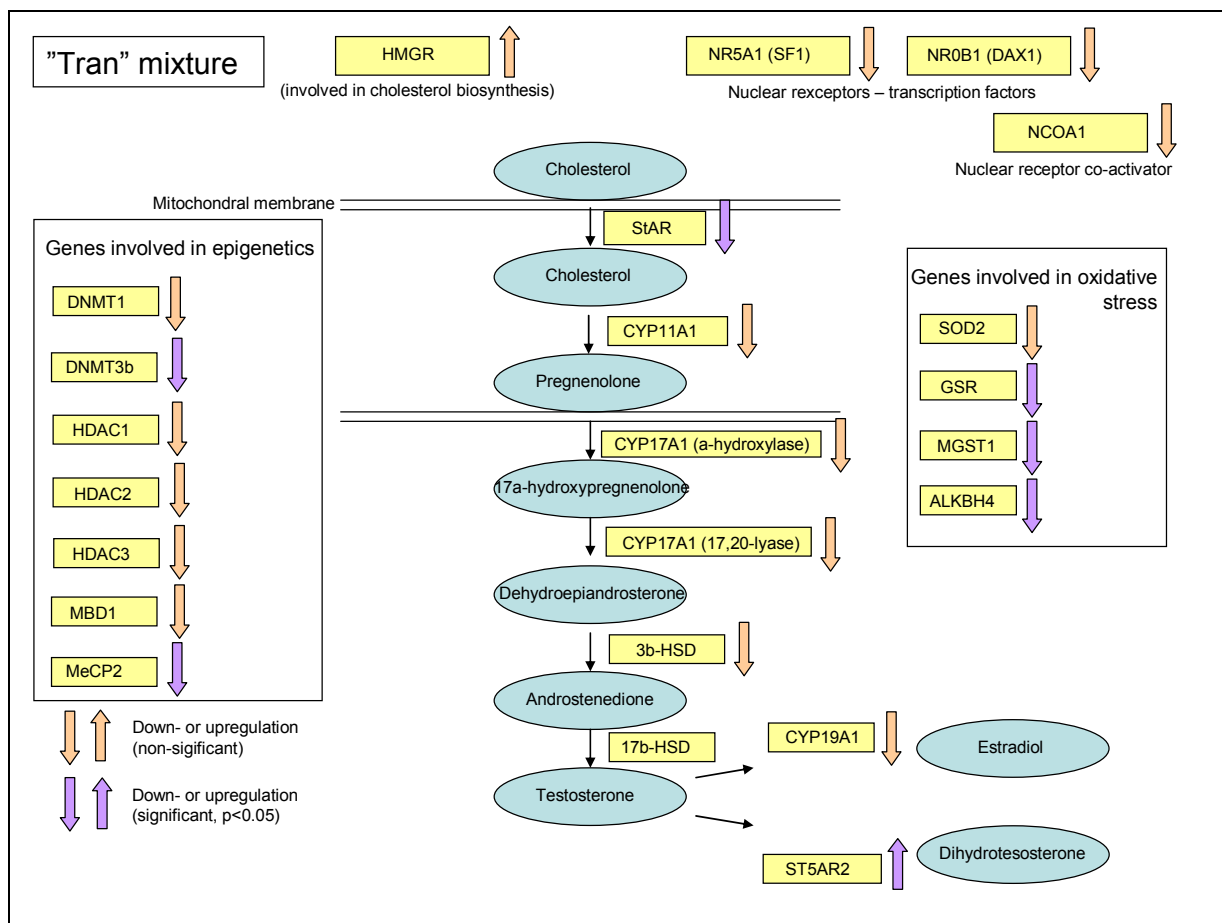 ”Tran” mixture
HMGR
(involved in cholesterol biosynthesis)
NR5A1 (SF1)
NR0B1 (DAX1)
Nuclear rexceptors – transcription factors
NCOA1
Nuclear receptor co-activator
Cholesterol
Mitochondral membrane
StAR
Cholesterol
CYP11A1
Pregnenolone
CYP17A1 (a-hydroxylase)
17a-hydroxypregnenolone
CYP17A1 (17,20-lyase)
Dehydroepiandrosterone
3b-HSD
Androstenedione
17b-HSD
Testosterone
CYP19A1
Estradiol
ST5AR2
Dihydrotesosterone
Genes involved in epigenetics
DNMT1
DNMT3b
HDAC1
HDAC2
HDAC3
MBD1
MeCP2
Genes involved in oxidative
stress
SOD2
GSR
MGST1
ALKBH4
Down- or upregulation
(non-sigificant)
Down- or upregulation
(significant, p<0.05)